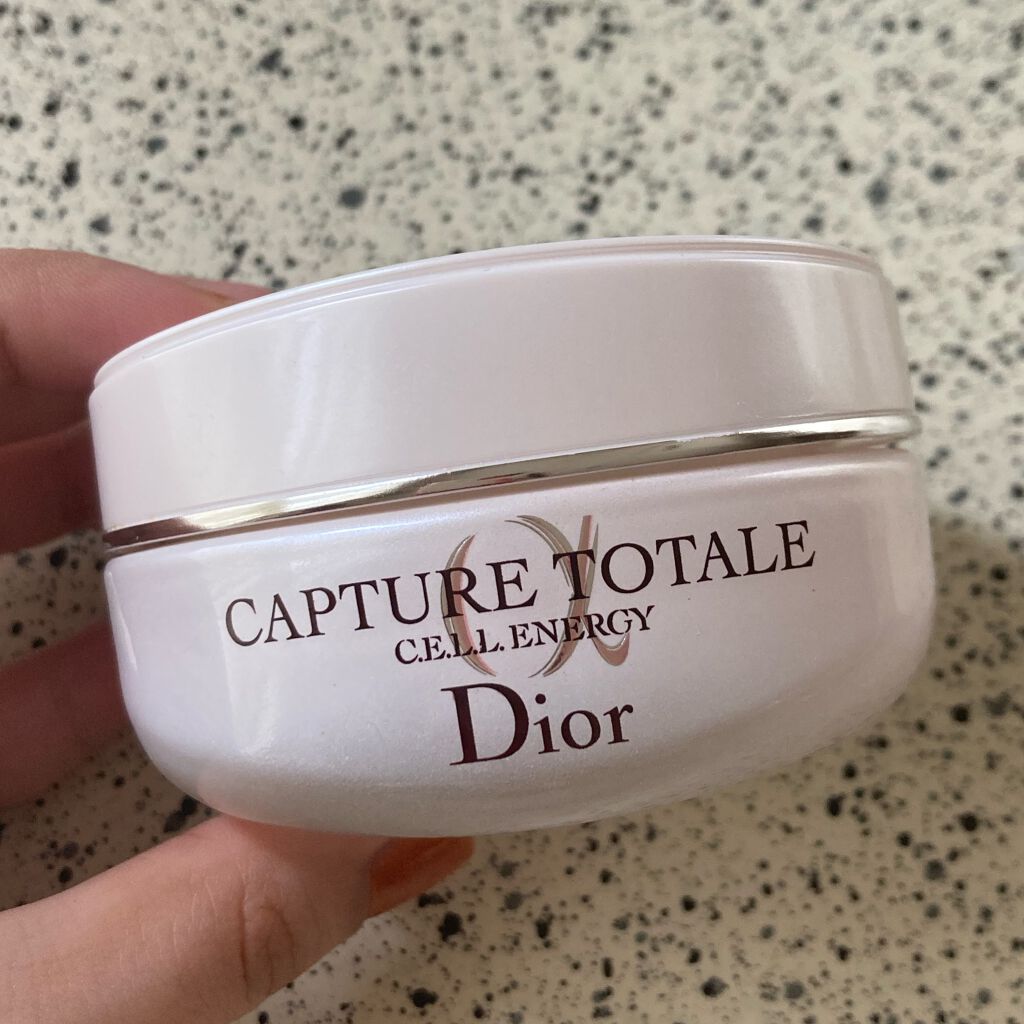 CAPTURE TOTALE
C.E.L.L. ENERGY
Dior